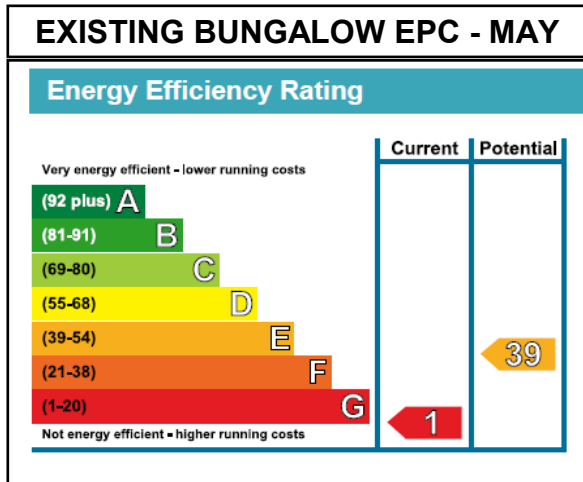 EXISTING BUNGALOW EPC - MAY
Energy Efficiency Rating
Current Potential
Very energy efficient - lower running costs
(92 plus) A
(81-91) B
(69-80) C
(55-68) D
(39-54) E
39
(21-38) F
(1-20) G
1
Not energy efficient - higher running costs